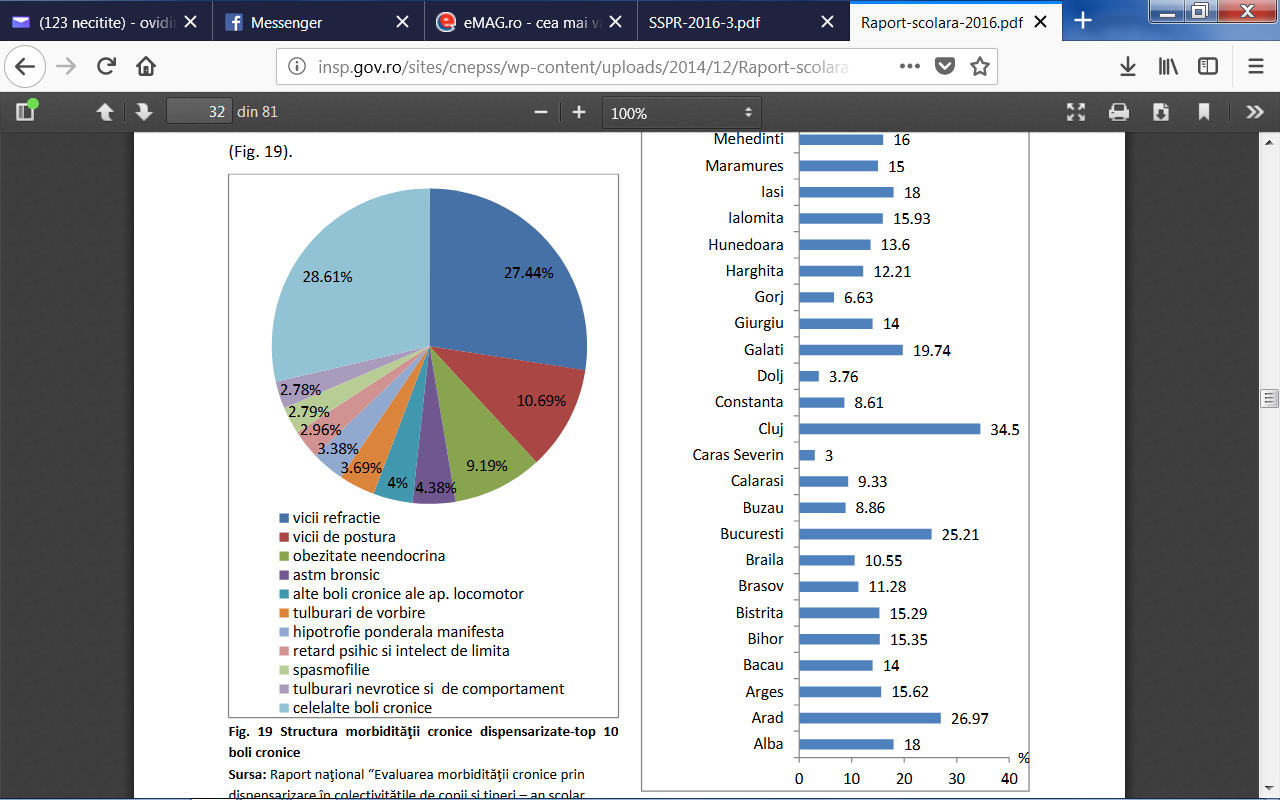 (123 necitite) - ovidi
Messenger
eMAG.ro - cea mai v
SSPR-2016-3.pdf
Raport-scolara-2016.pdf
insp.gov.ro/sites/cnepss/wp-content/uploads/2014/12/Raport-scolara-
32 din 81
100%
(Fig. 19).
28.61%
27.44%
10.69%
9.19%
4.38%
4%
3.69%
3.38%
2.96%
2.79%
2.78%
vicii refractie
vicii de postura
obezitate neendocrina
astm bronsic
alte boli cronice ale ap. locomotor
tulburari de vorbire
hipotrofie ponderala manifesta
retard psihic si intelect de limita
spasmofilie
tulburari nevrotice si de comportament
celelalte boli cronice
Fig. 19 Structura morbidităţii cronice dispensarizate-top 10
boli cronice
Sursa: Raport naţional “Evaluarea morbidităţii cronice prin
dispensarizare în colectivităţile de copii şi tineri – an şcolar
Mehedinti 16
Maramures 15
Iasi 18
Ialomita 15.93
Hunedoara 13.6
Harghita 12.21
Gorj 6.63
Giurgiu 14
Galati 19.74
Dolj 3.76
Constanta 8.61
Cluj 34.5
Caras Severin 3
Calarasi 9.33
Buzau 8.86
Bucuresti 25.21
Braila 10.55
Brasov 11.28
Bistrita 15.29
Bihor 15.35
Bacau 14
Arges 15.62
Arad 26.97
Alba 18
%
0 10 20 30 40